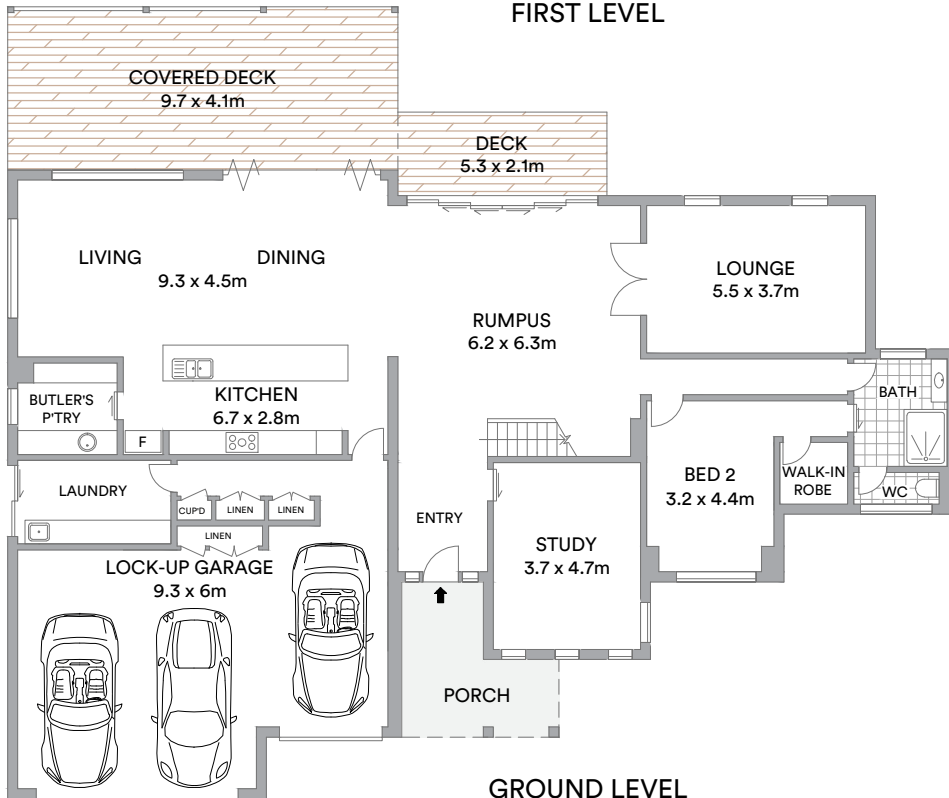 FIRST LEVEL
COVERED DECK
9.7 x 4.1m
DECK
5.3 x 2.1m
LIVING
DINING
9.3 x 4.5m
LOUNGE
5.5 x 3.7m
RUMPUS
6.2 x 6.3m
KITCHEN
6.7 x 2.8m
BUTLER'S
P'TRY
F
BATH
LAUNDRY
BED 2
3.2 x 4.4m
WALK-IN
ROBE
WC
CUP'D
LINEN
LINEN
LINEN
ENTRY
STUDY
3.7 x 4.7m
LOCK-UP GARAGE
9.3 x 6m
PORCH
GROUND LEVEL